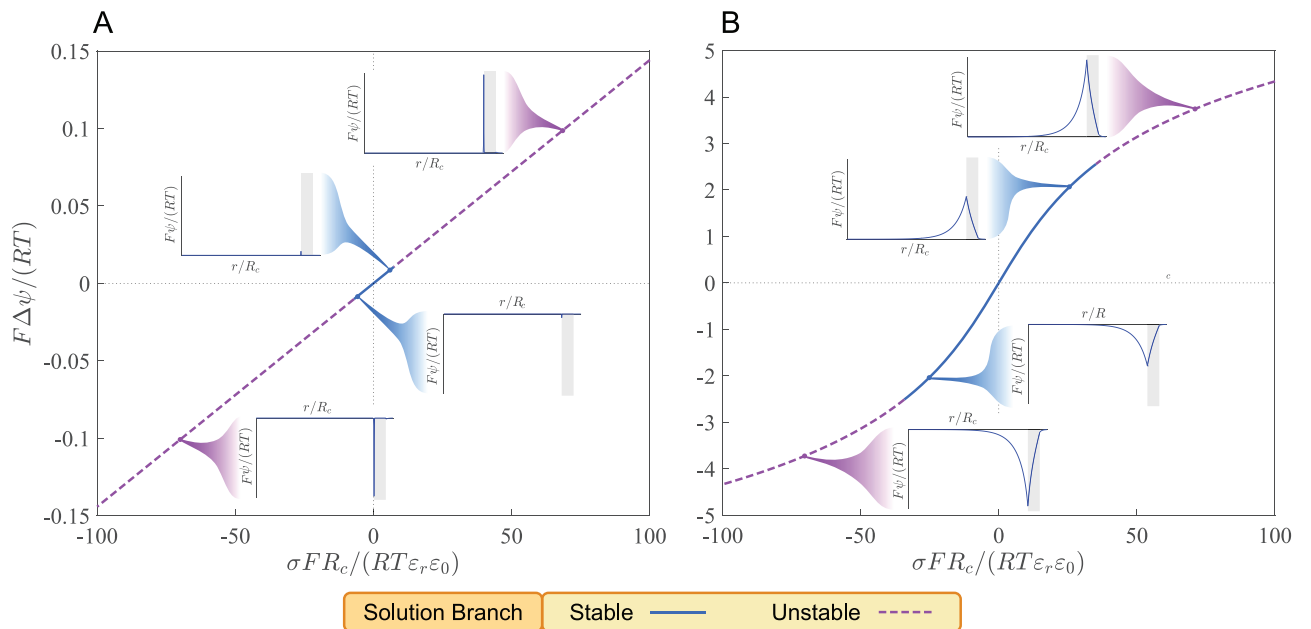 A
B
FΔψ/(RT)
0.15
0.1
0.05
0
-0.05
-0.1
-0.15
-100
-50
0
50
100
σFR_c/(RTε_rε_0)
Fψ/(RT)
r/R_c
Fψ/(RT)
r/R_c
r/R_c
Fψ/(RT)
r/R_c
Fψ/(RT)
5
4
3
2
1
0
-1
-2
-3
-4
-5
-100
-50
0
50
100
σFR_c/(RTε_rε_0)
Fψ/(RT)
r/R_c
Fψ/(RT)
r/R_c
c
r/R
Fψ/(RT)
r/R_c
Fψ/(RT)
Solution Branch Stable Unstable